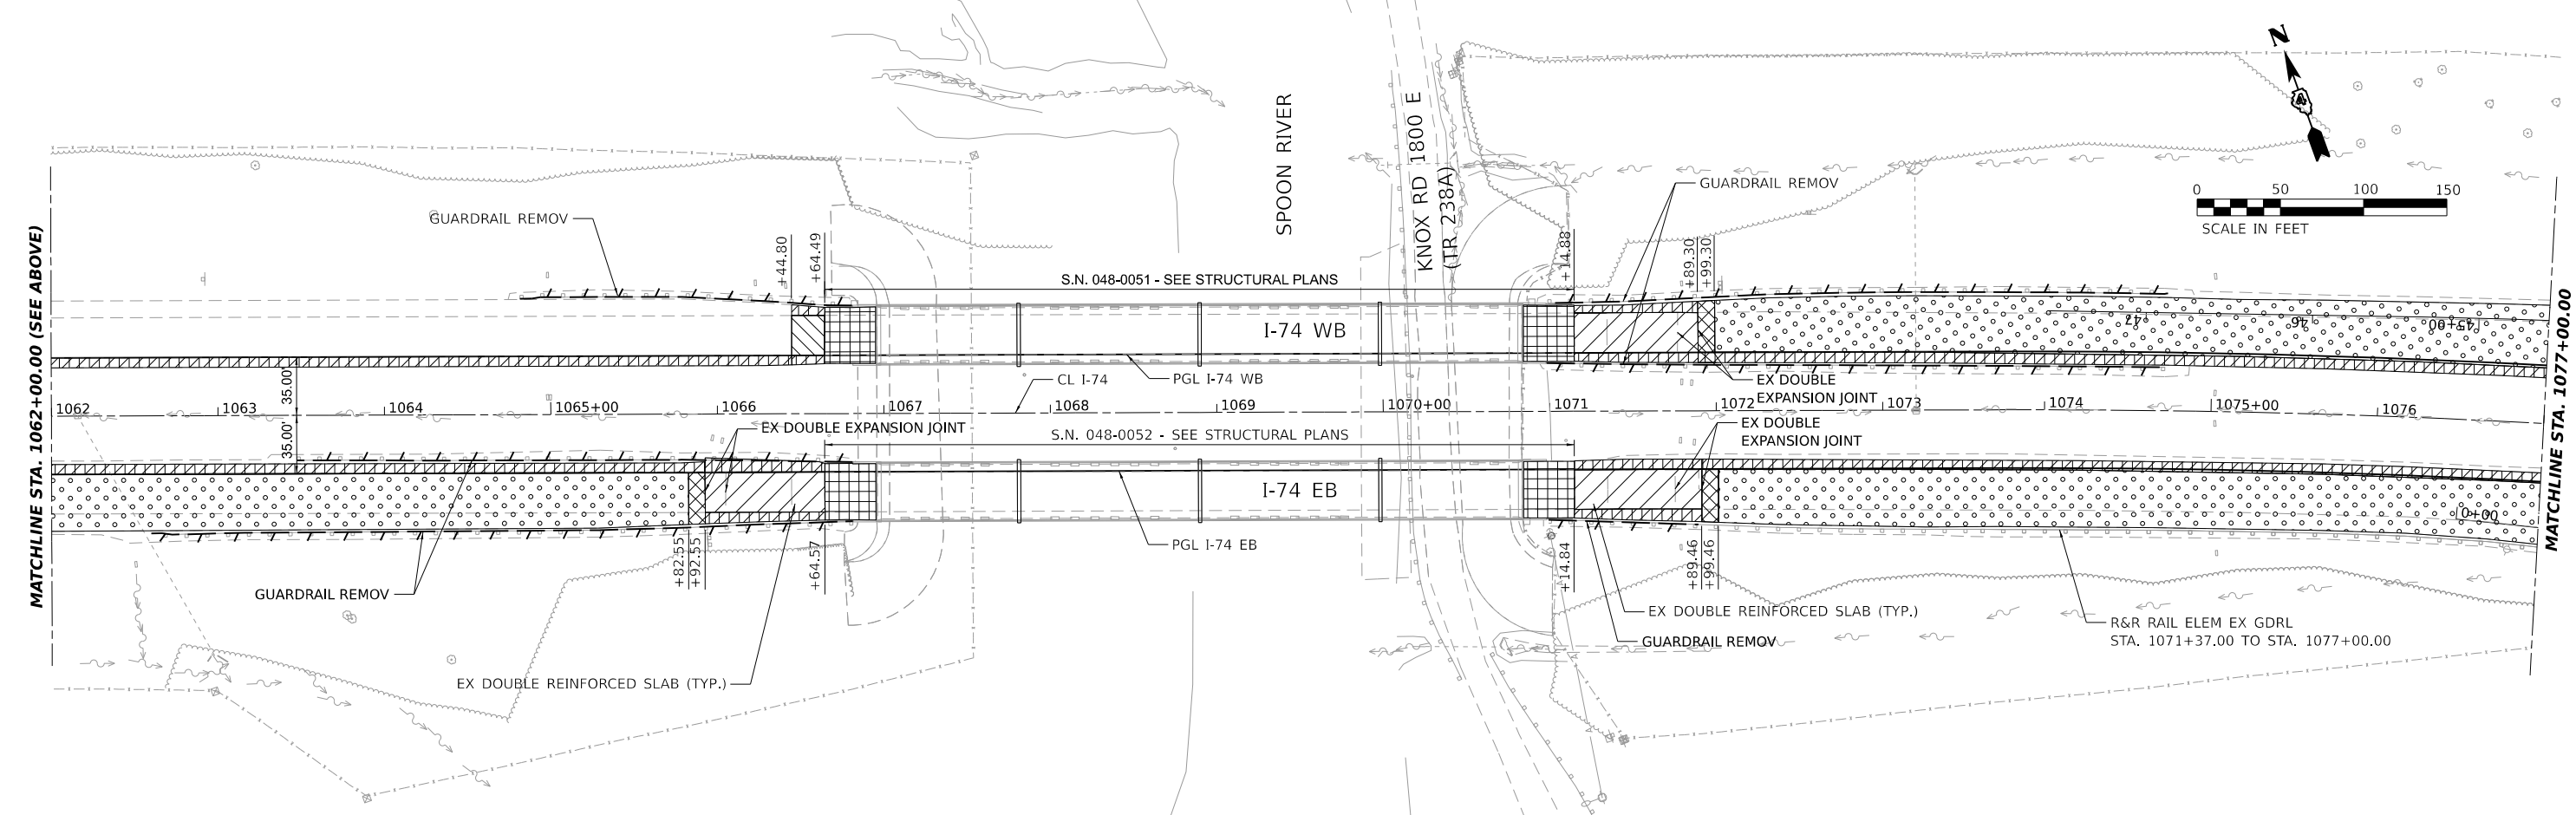 N
4
0 50 100 150
SCALE IN FEET
SPOON RIVER
KNOX RD 1800 E
(TR 238A)
MATCHLINE STA. 1062+00.00 (SEE ABOVE)
MATCHLINE STA. 1077+00.00
GUARDRAIL REMOV
GUARDRAIL REMOV
+44.80
+64.49
S.N. 048-0051 - SEE STRUCTURAL PLANS
+14.88
+89.30
+99.30
I-74 WB
47
46
45+00
35.00'
35.00'
CL I-74
PGL I-74 WB
EX DOUBLE
EXPANSION JOINT
1062 1063 1064 1065+00 1066 1067 1068 1069 1070+00 1071 1072 1073 1074 1075+00 1076
EX DOUBLE EXPANSION JOINT
S.N. 048-0052 - SEE STRUCTURAL PLANS
EX DOUBLE
EXPANSION JOINT
I-74 EB
0+00
PGL I-74 EB
+82.55
+92.55
+64.57
+14.84
+89.46
+99.46
GUARDRAIL REMOV
EX DOUBLE REINFORCED SLAB (TYP.)
GUARDRAIL REMOV
R&R RAIL ELEM EX GDRL
STA. 1071+37.00 TO STA. 1077+00.00
EX DOUBLE REINFORCED SLAB (TYP.)